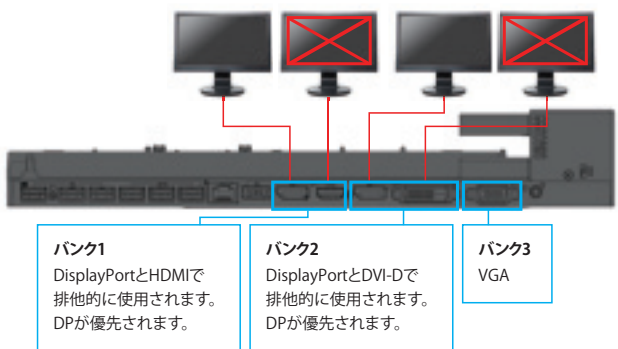 バンク1
DisplayPortとHDMIで
排他的に使用されます。
DPが優先されます。
バンク2
DisplayPortとDVI-Dで
排他的に使用されます。
DPが優先されます。
バンク3
VGA